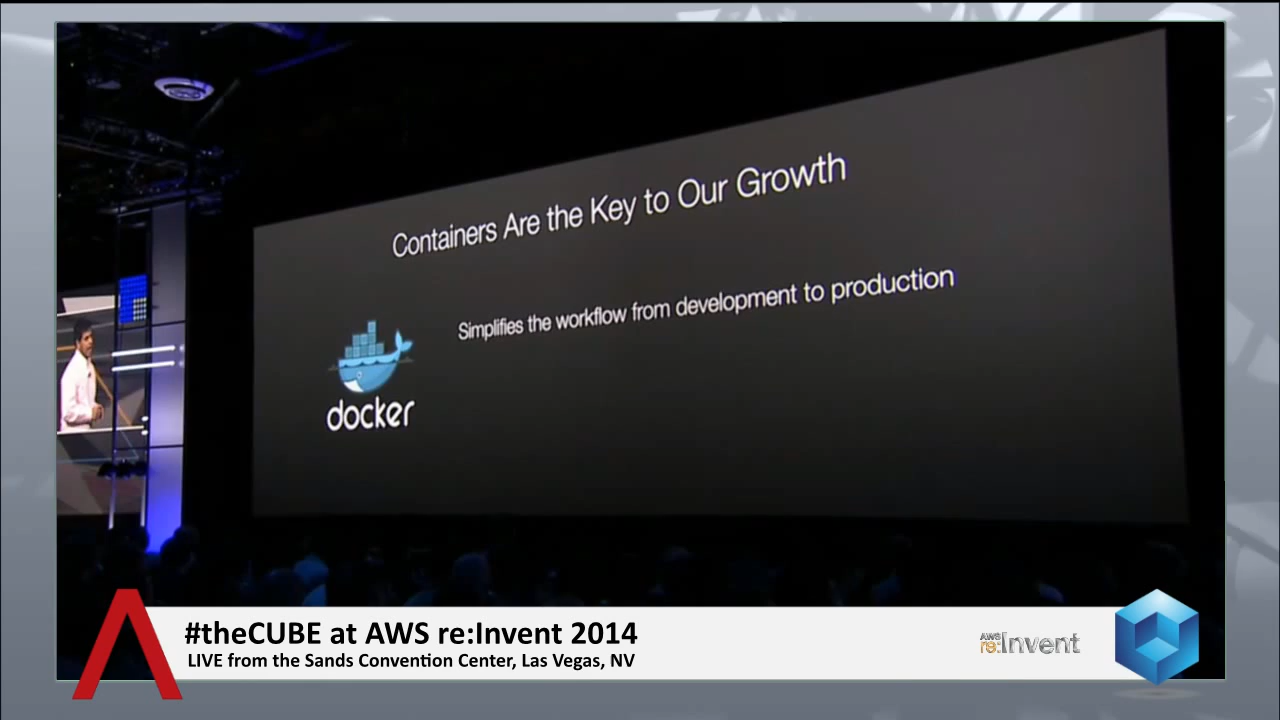 Containers Are the Key to Our Growth
Simplifies the workflow from development to production
docker
#theCUBE at AWS re:Invent 2014
LIVE from the Sands Convention Center, Las Vegas, NV
AWS
re:Invent